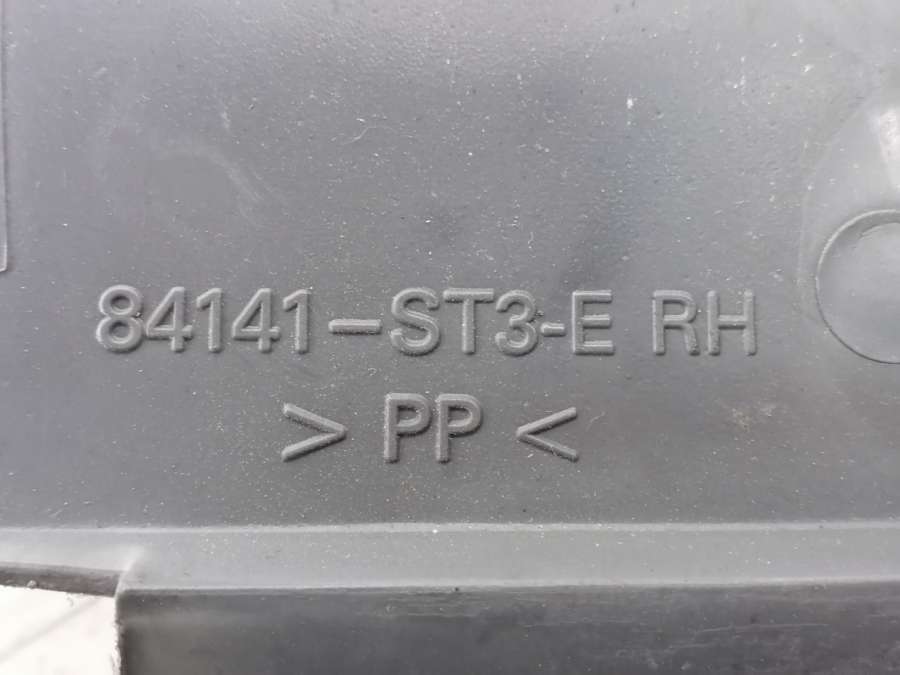 84141-ST3-E RH
> PP <